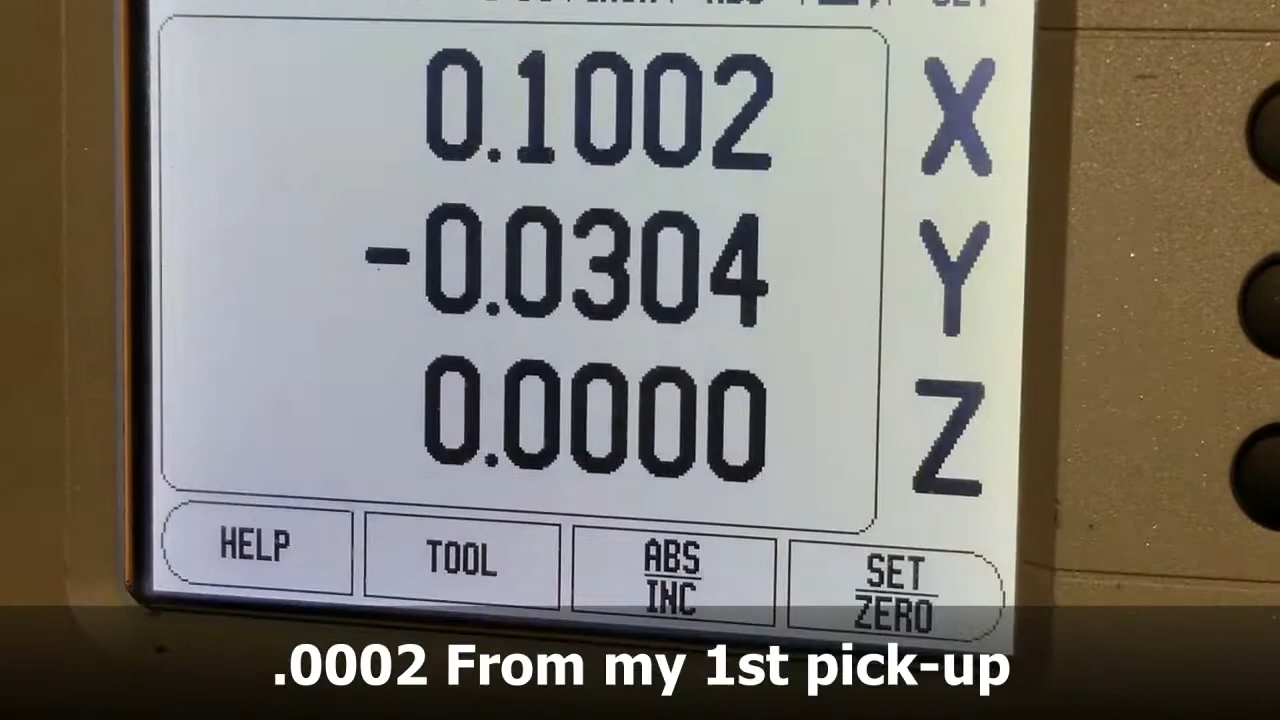 0.1002 X
-0.0304 Y
0.0000 Z
HELP TOOL ABS INC SET ZERO
.0002 From my 1st pick-up